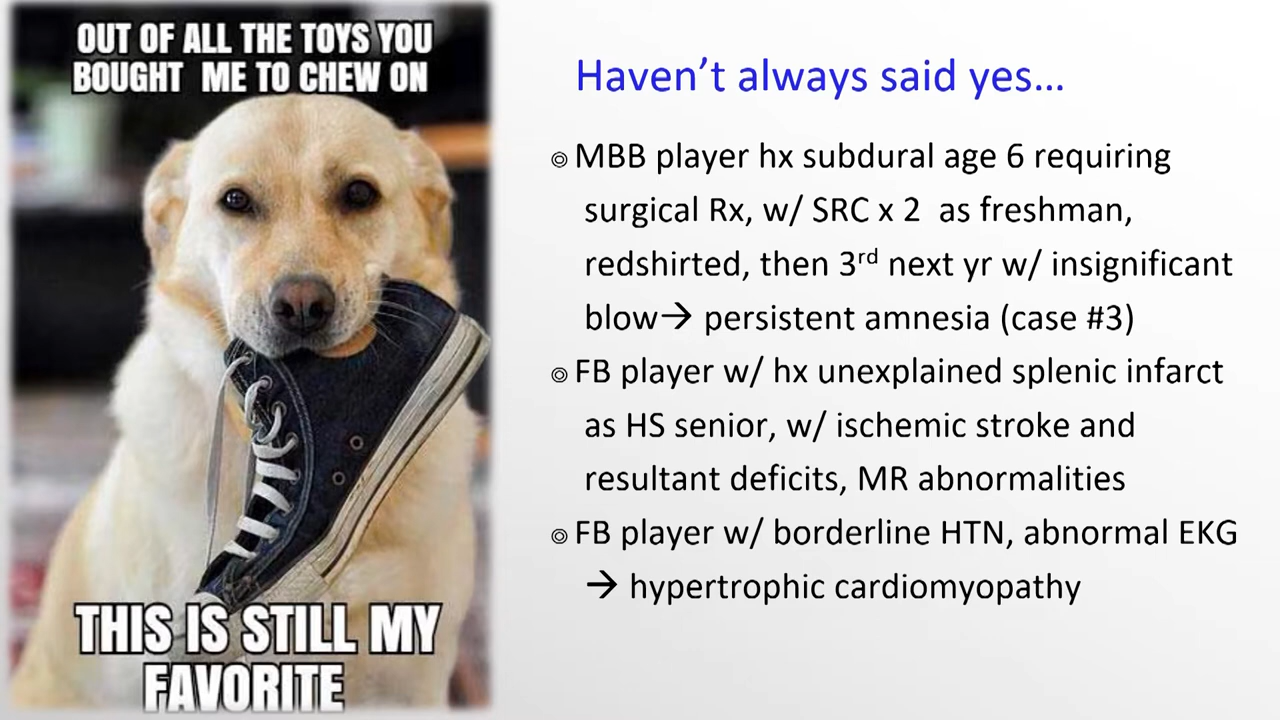 OUT OF ALL THE TOYS YOU
BOUGHT ME TO CHEW ON
THIS IS STILL MY
FAVORITE
Haven’t always said yes…
MBB player hx subdural age 6 requiring
surgical Rx, w/ SRC x 2 as freshman,
redshirted, then 3rd next yr w/ insignificant
blow→ persistent amnesia (case #3)
FB player w/ hx unexplained splenic infarct
as HS senior, w/ ischemic stroke and
resultant deficits, MR abnormalities
FB player w/ borderline HTN, abnormal EKG
→ hypertrophic cardiomyopathy